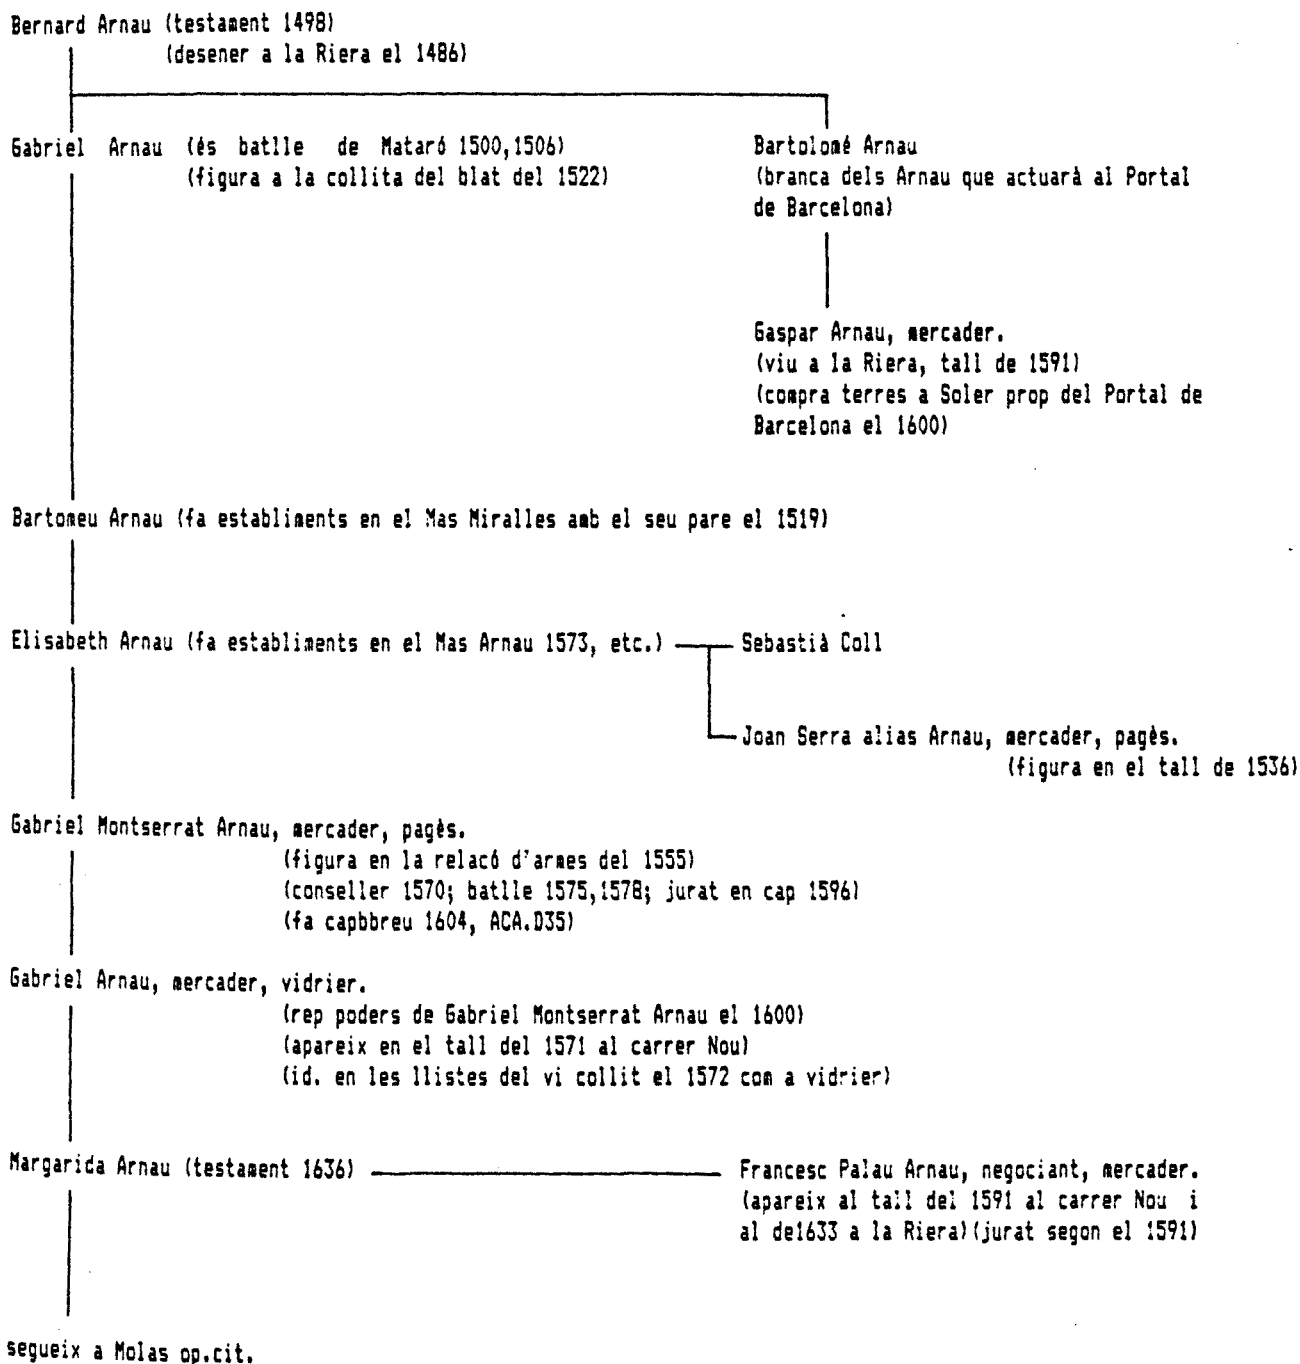 Bernard Arnau (testament 1498)
(desener a la Riera el 1486)
Gabriel Arnau (és batlle de Mataró 1500,1506)
(figura a la collita del blat del 1522)
Bartolomé Arnau
(branca dels Arnau que actuarà al Portal
de Barcelona)
Gaspar Arnau, mercader.
(viu a la Riera, tall de 1591)
(compra terres a Soler prop del Portal de
Barcelona el 1600)
Bartomeu Arnau (fa establiments en el Mas Miralles amb el seu pare el 1519)
Elisabeth Arnau (fa establiments en el Mas Arnau 1573, etc.)
Sebastià Coll
Joan Serra alias Arnau, mercader, pagès.
(figura en el tall de 1536)
Gabriel Montserrat Arnau, mercader, pagès.
(figura en la relacó d'armes del 1555)
(conseller 1570; batlle 1575,1578; jurat en cap 1596)
(fa capbbreu 1604, ACA.D35)
Gabriel Arnau, mercader, vidrier.
(rep poders de Gabriel Montserrat Arnau el 1600)
(apareix en el tall del 1571 al carrer Nou)
(id. en les llistes del vi collit el 1572 com a vidrier)
Margarida Arnau (testament 1636)
Francesc Palau Arnau, negociant, mercader.
(apareix al tall del 1591 al carrer Nou i
al de1633 a la Riera)(jurat segon el 1591)
segueix a Molas op.cit.